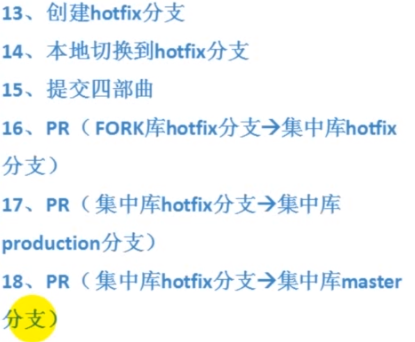 13、创建hotfix分支
14、本地切换到hotfix分支
15、提交四部曲
16、PR（FORK库hotfix分支→集中库hotfix
分支）
17、PR（集中库hotfix分支→集中库
production分支）
18、PR（集中库hotfix分支→集中库master
分支）